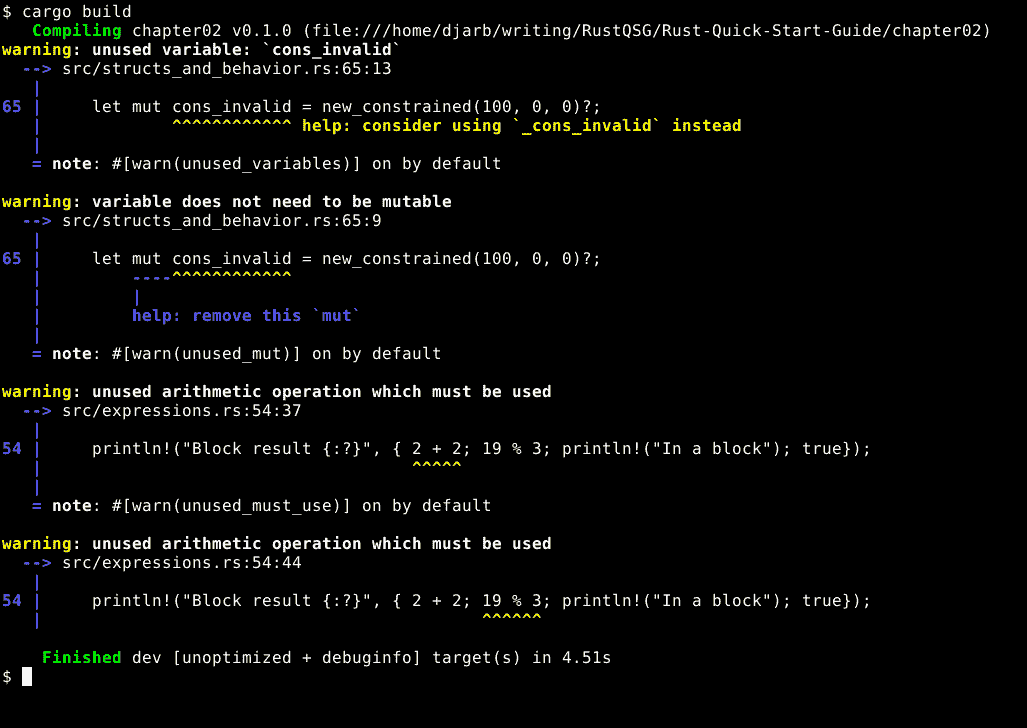 $ cargo build
   Compiling chapter02 v0.1.0 (file:///home/djarb/writing/RustQSG/Rust-Quick-Start-Guide/chapter02)
warning: unused variable: `cons_invalid`
  --> src/structs_and_behavior.rs:65:13
   |
65 |     let mut cons_invalid = new_constrained(100, 0, 0)?;
   |             ^^^^^^^^^^^^ help: consider using `_cons_invalid` instead
   |
   = note: #[warn(unused_variables)] on by default

warning: variable does not need to be mutable
  --> src/structs_and_behavior.rs:65:9
   |
65 |     let mut cons_invalid = new_constrained(100, 0, 0)?;
   |         ----^^^^^^^^^^^^
   |         |
   |         help: remove this `mut`
   |
   = note: #[warn(unused_mut)] on by default

warning: unused arithmetic operation which must be used
  --> src/expressions.rs:54:37
   |
54 |     println!("Block result {:?}", { 2 + 2; 19 % 3; println!("In a block"); true});
   |                                     ^^^^^
   |
   = note: #[warn(unused_must_use)] on by default

warning: unused arithmetic operation which must be used
  --> src/expressions.rs:54:44
   |
54 |     println!("Block result {:?}", { 2 + 2; 19 % 3; println!("In a block"); true});
   |                                            ^^^^^^

    Finished dev [unoptimized + debuginfo] target(s) in 4.51s
$